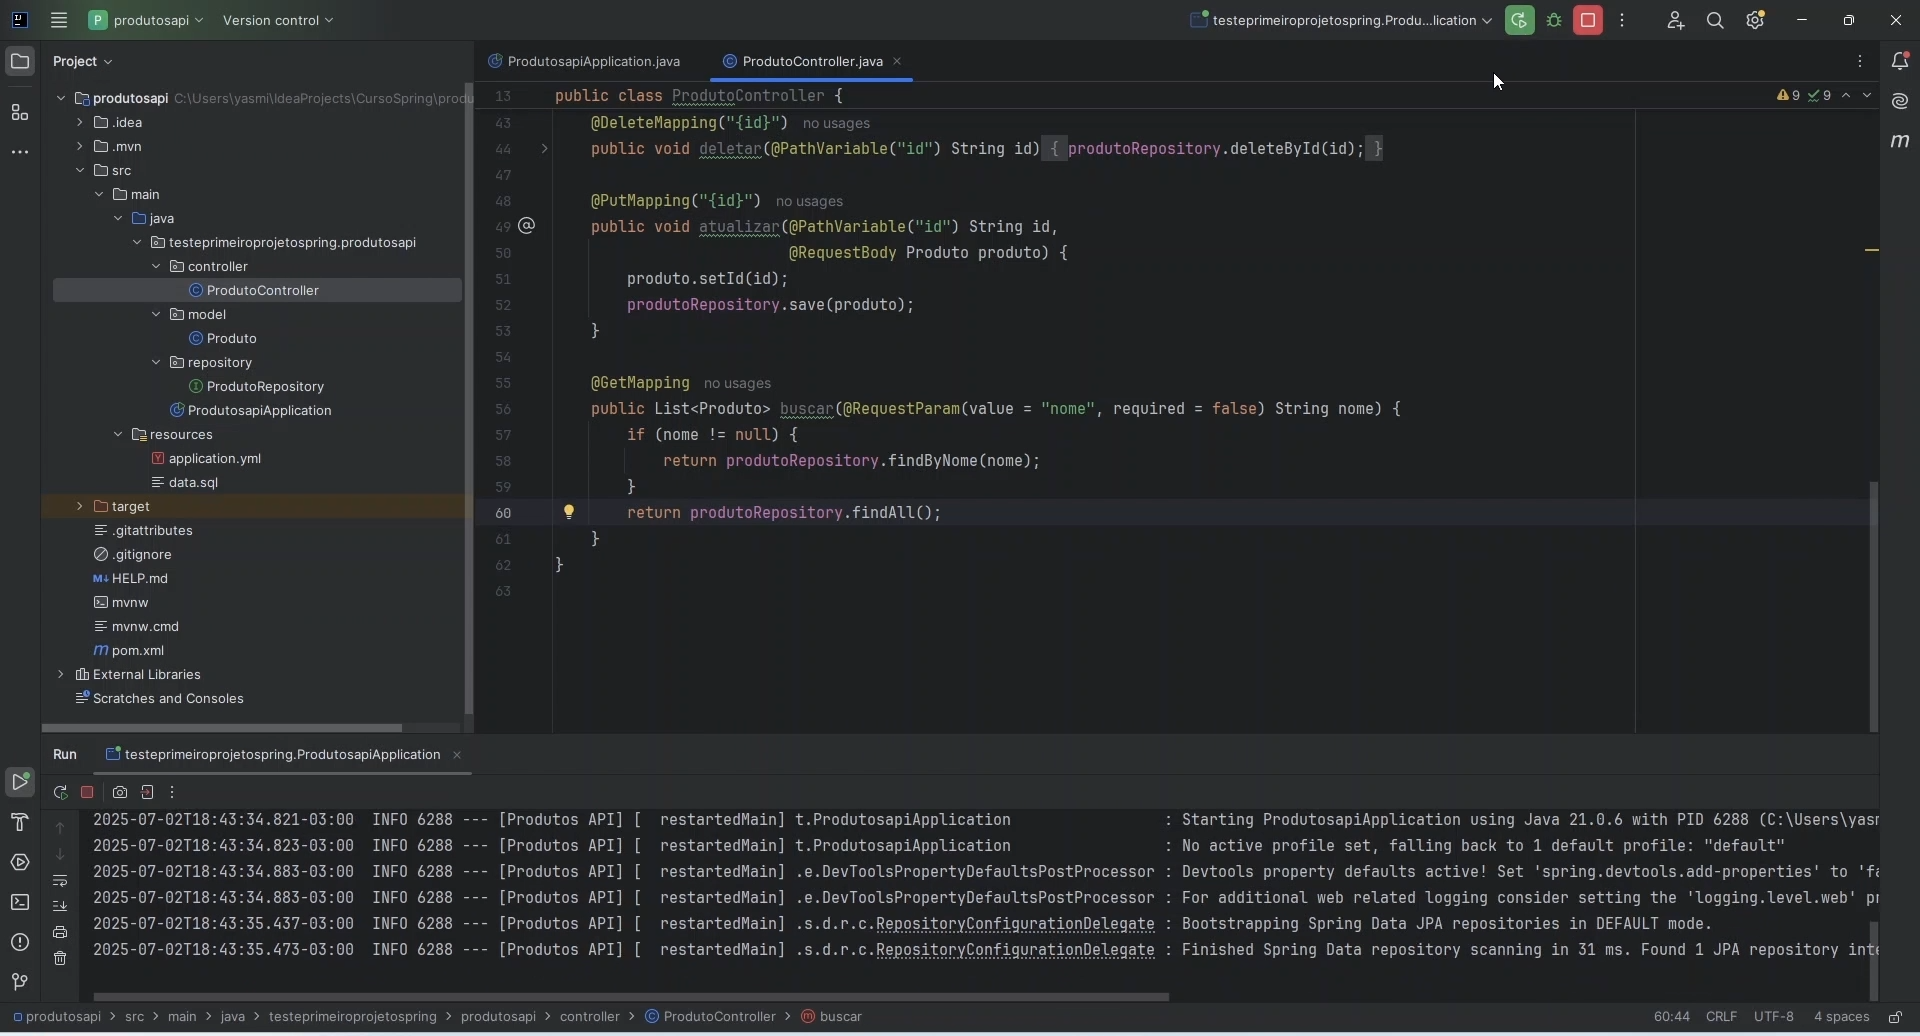 produtosapi
Version control
testeprimeiroprojetospring.Produ...lication
Project
ProdutosapiApplication.java
ProdutoController.java
produtosapi C:\Users\yasmi\IdeaProjects\CursoSpring\produ
.idea
.mvn
src
main
java
testeprimeiroprojetospring.produtosapi
controller
ProdutoController
model
Produto
repository
ProdutoRepository
ProdutosapiApplication
resources
application.yml
data.sql
target
.gitattributes
.gitignore
HELP.md
mvnw
mvnw.cmd
pom.xml
External Libraries
Scratches and Consoles
13 public class ProdutoController {
9 9
43 @DeleteMapping("{id}") no usages
44 public void deletar(@PathVariable("id") String id) { produtoRepository.deleteById(id); }
47
48 @PutMapping("{id}") no usages
49 public void atualizar(@PathVariable("id") String id,
50 @RequestBody Produto produto) {
51 produto.setId(id);
52 produtoRepository.save(produto);
53 }
54
55 @GetMapping no usages
56 public List<Produto> buscar(@RequestParam(value = "nome", required = false) String nome) {
57 if (nome != null) {
58 return produtoRepository.findByNome(nome);
59 }
60 return produtoRepository.findAll();
61 }
62 }
63
Run testeprimeiroprojetospring.ProdutosapiApplication
2025-07-02T18:43:34.821-03:00 INFO 6288 --- [Produtos API] [ restartedMain] t.ProdutosapiApplication : Starting ProdutosapiApplication using Java 21.0.6 with PID 6288 (C:\Users\yasm
2025-07-02T18:43:34.823-03:00 INFO 6288 --- [Produtos API] [ restartedMain] t.ProdutosapiApplication : No active profile set, falling back to 1 default profile: "default"
2025-07-02T18:43:34.883-03:00 INFO 6288 --- [Produtos API] [ restartedMain] .e.DevToolsPropertyDefaultsPostProcessor : Devtools property defaults active! Set 'spring.devtools.add-properties' to 'fa
2025-07-02T18:43:34.883-03:00 INFO 6288 --- [Produtos API] [ restartedMain] .e.DevToolsPropertyDefaultsPostProcessor : For additional web related logging consider setting the 'logging.level.web' pr
2025-07-02T18:43:35.437-03:00 INFO 6288 --- [Produtos API] [ restartedMain] .s.d.r.c.RepositoryConfigurationDelegate : Bootstrapping Spring Data JPA repositories in DEFAULT mode.
2025-07-02T18:43:35.473-03:00 INFO 6288 --- [Produtos API] [ restartedMain] .s.d.r.c.RepositoryConfigurationDelegate : Finished Spring Data repository scanning in 31 ms. Found 1 JPA repository inte
produtosapi > src > main > java > testeprimeiroprojetospring > produtosapi > controller > ProdutoController > buscar
60:44 CRLF UTF-8 4 spaces